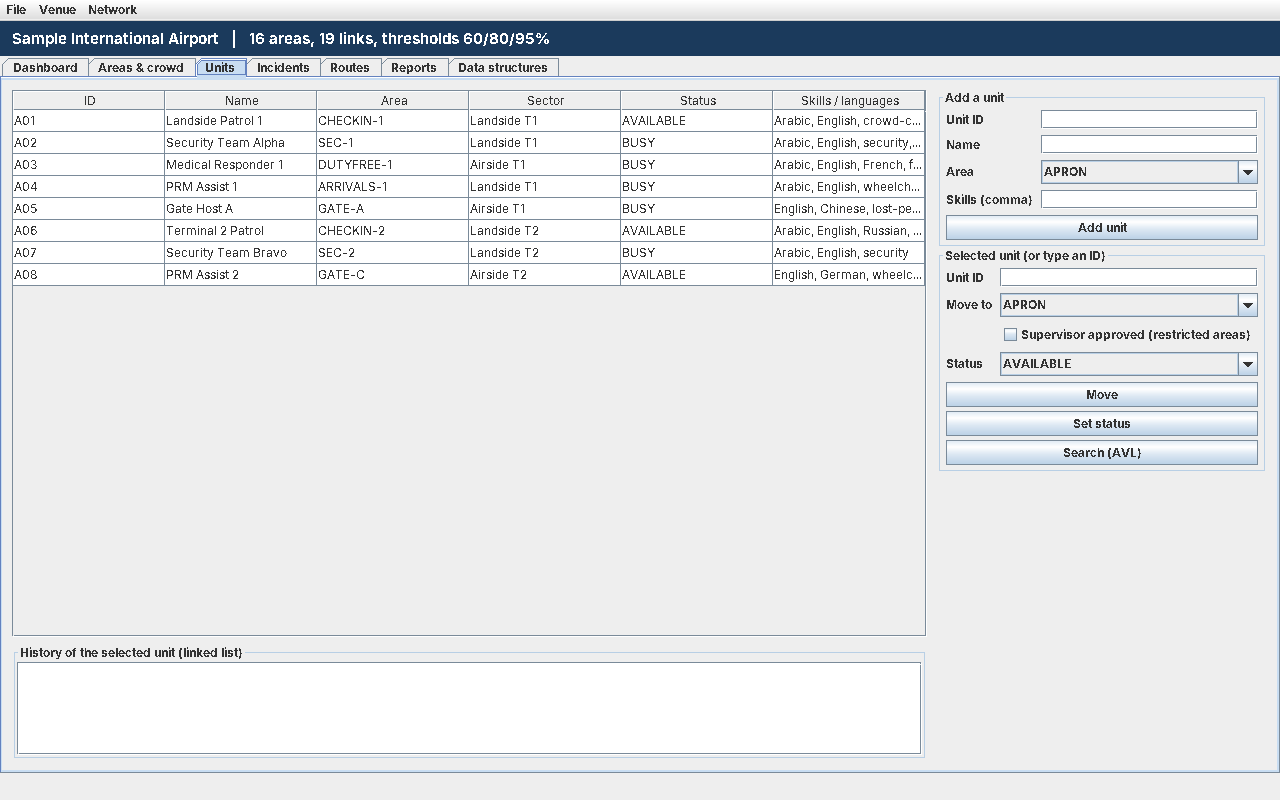 File Venue Network
Sample International Airport | 16 areas, 19 links, thresholds 60/80/95%
Dashboard Areas & crowd Units Incidents Routes Reports Data structures
ID Name Area Sector Status Skills / languages
A01 Landside Patrol 1 CHECKIN-1 Landside T1 AVAILABLE Arabic, English, crowd-c...
A02 Security Team Alpha SEC-1 Landside T1 BUSY Arabic, English, security,...
A03 Medical Responder 1 DUTYFREE-1 Airside T1 BUSY Arabic, English, French, f...
A04 PRM Assist 1 ARRIVALS-1 Landside T1 BUSY Arabic, English, wheelch...
A05 Gate Host A GATE-A Airside T1 BUSY English, Chinese, lost-pe...
A06 Terminal 2 Patrol CHECKIN-2 Landside T2 AVAILABLE Arabic, English, Russian, ...
A07 Security Team Bravo SEC-2 Landside T2 BUSY Arabic, English, security
A08 PRM Assist 2 GATE-C Airside T2 AVAILABLE English, German, wheelc...
History of the selected unit (linked list)
Add a unit
Unit ID
Name
Area APRON
Skills (comma)
Add unit
Selected unit (or type an ID)
Unit ID
Move to APRON
Supervisor approved (restricted areas)
Status AVAILABLE
Move
Set status
Search (AVL)